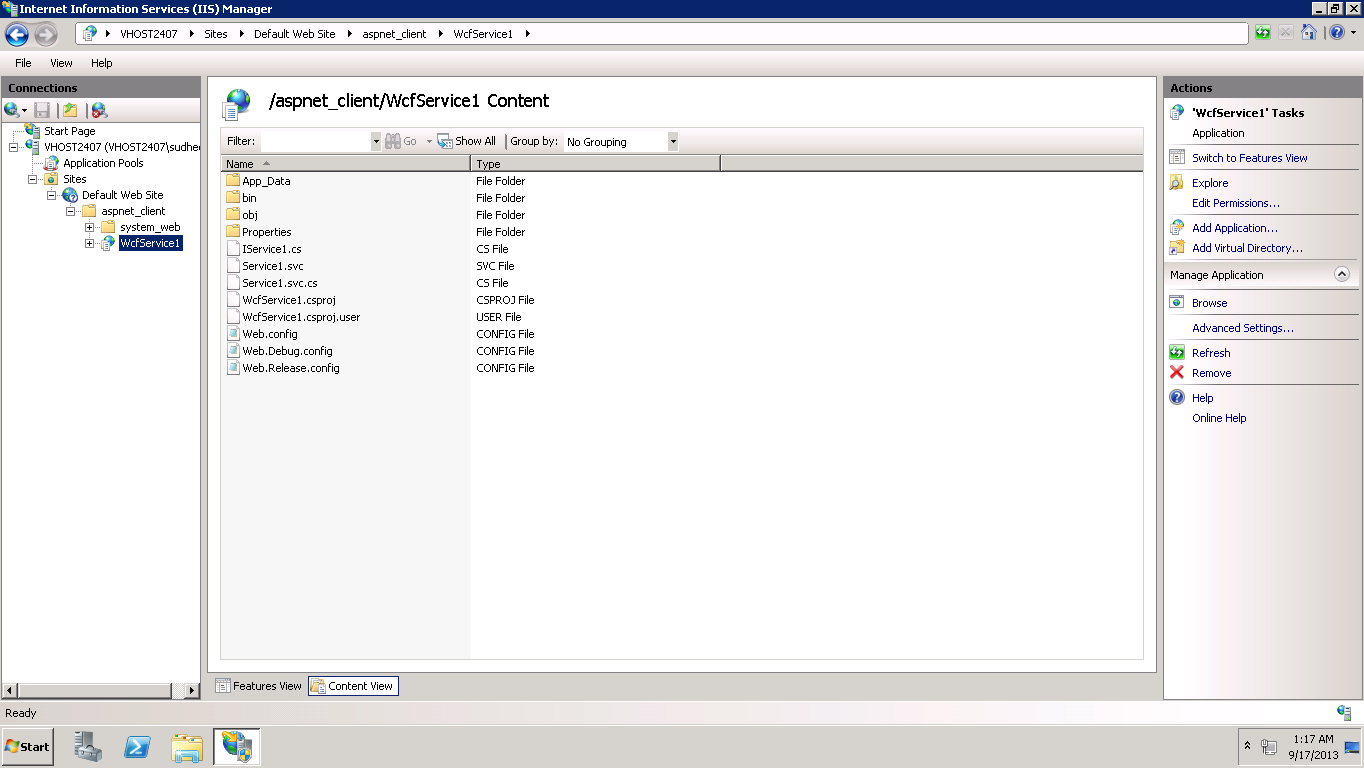 Internet Information Services (IIS) Manager
VHOST2407 Sites Default Web Site aspnet_client WcfService1
File View Help
Connections
Start Page
VHOST2407 (VHOST2407\sudhe
Application Pools
Sites
Default Web Site
aspnet_client
system_web
WcfService1
/aspnet_client/WcfService1 Content
Filter: Go Show All Group by: No Grouping
Name Type
App_Data File Folder
bin File Folder
obj File Folder
Properties File Folder
IService1.cs CS File
Service1.svc SVC File
Service1.svc.cs CS File
WcfService1.csproj CSPROJ File
WcfService1.csproj.user USER File
Web.config CONFIG File
Web.Debug.config CONFIG File
Web.Release.config CONFIG File
Features View Content View
Actions
'WcfService1' Tasks
Application
Switch to Features View
Explore
Edit Permissions...
Add Application...
Add Virtual Directory...
Manage Application
Browse
Advanced Settings...
Refresh
Remove
Help
Online Help
Ready
Start
1:17 AM
9/17/2013